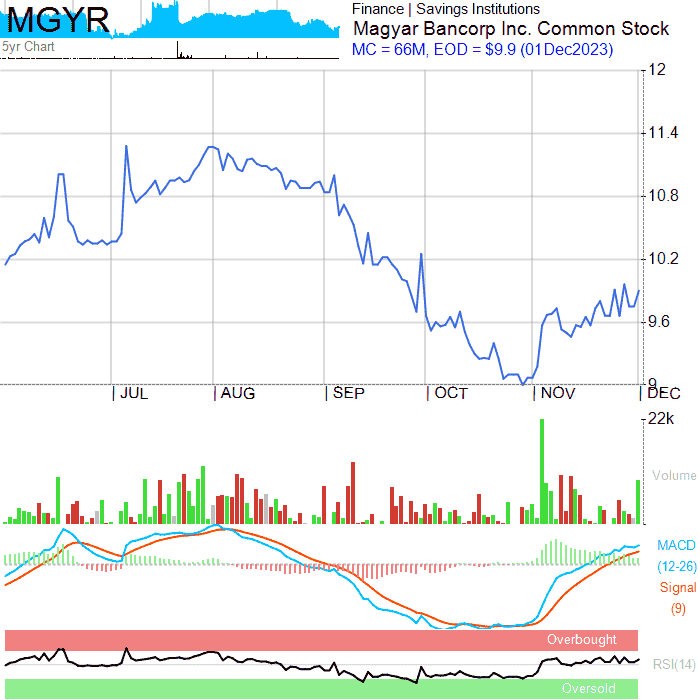 MGYR
5yr Chart
Finance | Savings Institutions
Magyar Bancorp Inc. Common Stock
MC = 66M, EOD = $9.9 (01Dec2023)
12
11.4
10.8
10.2
9.6
9
JUL AUG SEP OCT NOV DEC
22k
Volume
MACD
(12-26)
Signal
(9)
Overbought
RSI(14)
Oversold